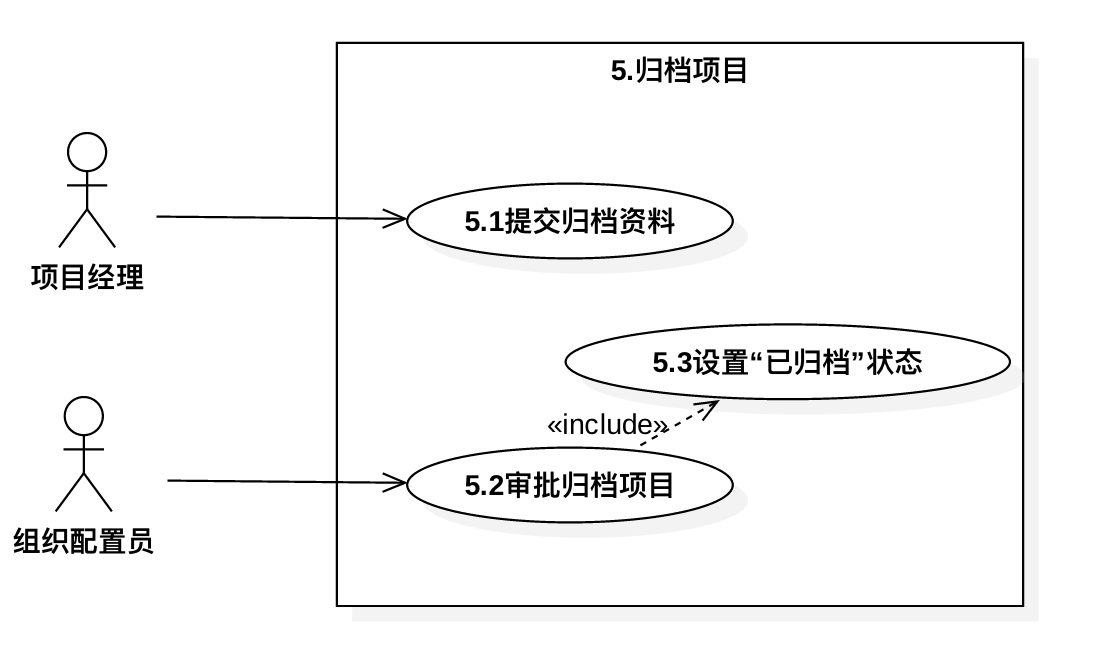 5.归档项目
5.1提交归档资料
项目经理
5.3设置“已归档”状态
«include»
5.2审批归档项目
组织配置员